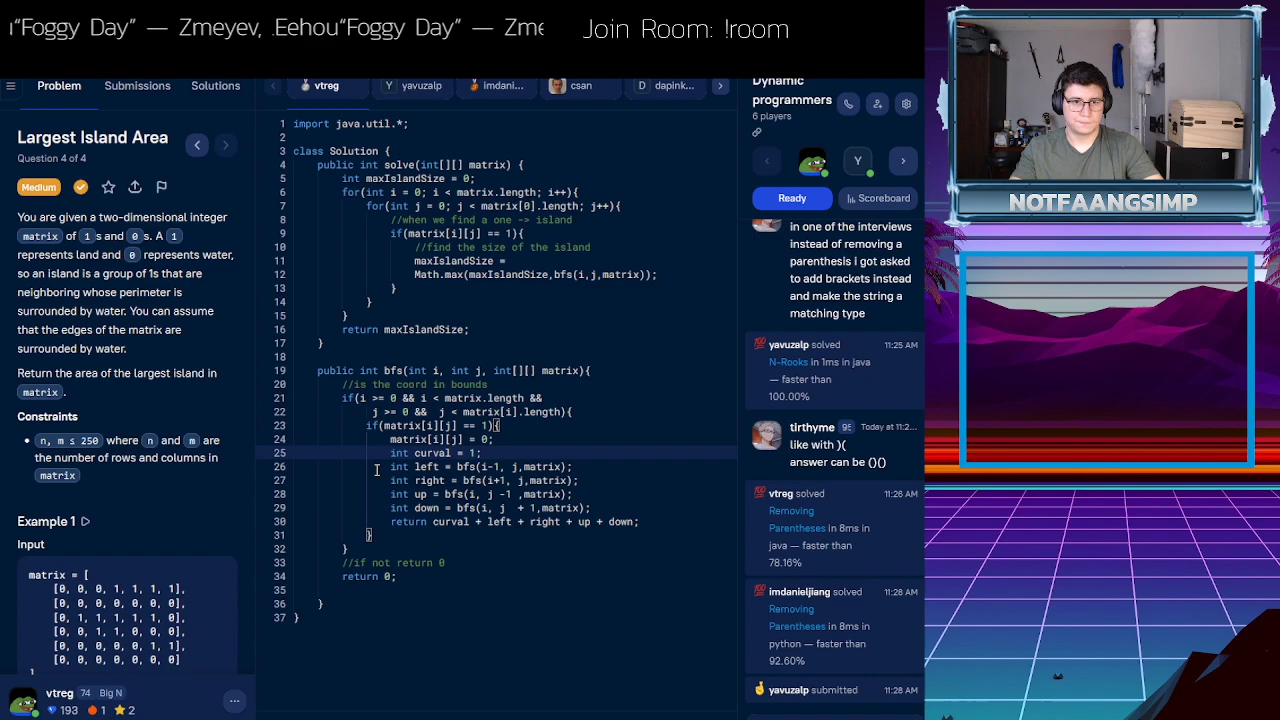 "Foggy Day" — Zmeyev, .Eehou"Foggy Day" — Zme
Join Room: !room
Problem
Submissions
Solutions
Largest Island Area
Question 4 of 4
Medium
You are given a two-dimensional integer
matrix of 1s and 0s. A 1
represents land and 0 represents water,
so an island is a group of 1s that are
neighboring whose perimeter is
surrounded by water. You can assume
that the edges of the matrix are
surrounded by water.
Return the area of the largest island in
matrix.
Constraints
n, m ≤ 250 where n and m are
the number of rows and columns in
matrix
Example 1
Input
matrix = [
[0, 0, 0, 1, 1, 1, 1],
[0, 0, 0, 0, 0, 0, 0],
[0, 1, 1, 1, 1, 1, 0],
[0, 0, 1, 1, 0, 0, 0],
[0, 0, 0, 0, 0, 1, 1],
[0, 0, 0, 0, 0, 0, 0]
vtreg 74 Big N
193 1 2
vtreg
Y yavuzalp
imdani...
csan
D dapink...
1 import java.util.*;
2
3 class Solution {
4 public int solve(int[][] matrix) {
5 int maxIslandSize = 0;
6 for(int i = 0; i < matrix.length; i++){
7 for(int j = 0; j < matrix[0].length; j++){
8 //when we find a one -> island
9 if(matrix[i][j] == 1){
10 //find the size of the island
11 maxIslandSize =
12 Math.max(maxIslandSize,bfs(i,j,matrix));
13 }
14 }
15 }
16 return maxIslandSize;
17 }
18
19 public int bfs(int i, int j, int[][] matrix){
20 //is the coord in bounds
21 if(i >= 0 && i < matrix.length &&
22 j >= 0 && j < matrix[i].length){
23 if(matrix[i][j] == 1){
24 matrix[i][j] = 0;
25 int curval = 1;
26 int left = bfs(i-1, j,matrix);
27 int right = bfs(i+1, j,matrix);
28 int up = bfs(i, j -1 ,matrix);
29 int down = bfs(i, j + 1,matrix);
30 return curval + left + right + up + down;
31 }
32 }
33 //if not return 0
34 return 0;
35
36 }
37 }
Dynamic
programmers
6 players
Y
Ready
Scoreboard
in one of the interviews
instead of removing a
parenthesis i got asked
to add brackets instead
and make the string a
matching type
yavuzalp solved 11:25 AM
N-Rooks in 1ms in java
— faster than
100.00%
tirthyme 95 Today at 11:2...
like with )(
answer can be ()()
vtreg solved 11:26 AM
Removing
Parentheses in 8ms in
java — faster than
78.16%
imdanieljiang solved 11:28 AM
Removing
Parentheses in 8ms in
python — faster than
92.60%
yavuzalp submitted 11:28 AM
NOTFAANGSIMP